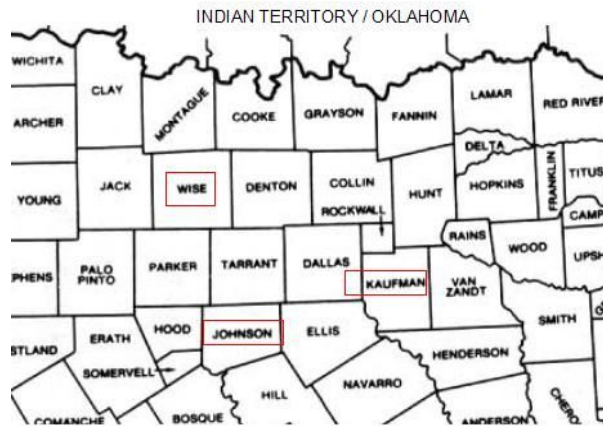 INDIAN TERRITORY / OKLAHOMA
WICHITA
CLAY
MONTAGUE
COOKE
GRAYSON
FANNIN
LAMAR
RED RIVER
ARCHER
DELTA
YOUNG
JACK
WISE
DENTON
COLLIN
ROCKWALL
HUNT
HOPKINS
FRANKLIN
TITUS
CAMP
RAINS
WOOD
UPSH
PHENS
PALO
PINTO
PARKER
TARRANT
DALLAS
KAUFMAN
VAN
ZANDT
SMITH
STLAND
ERATH
HOOD
JOHNSON
ELLIS
HENDERSON
SOMERVELL
COMANCHE
BOSQUE
HILL
NAVARRO
ANDERSON
CHERO